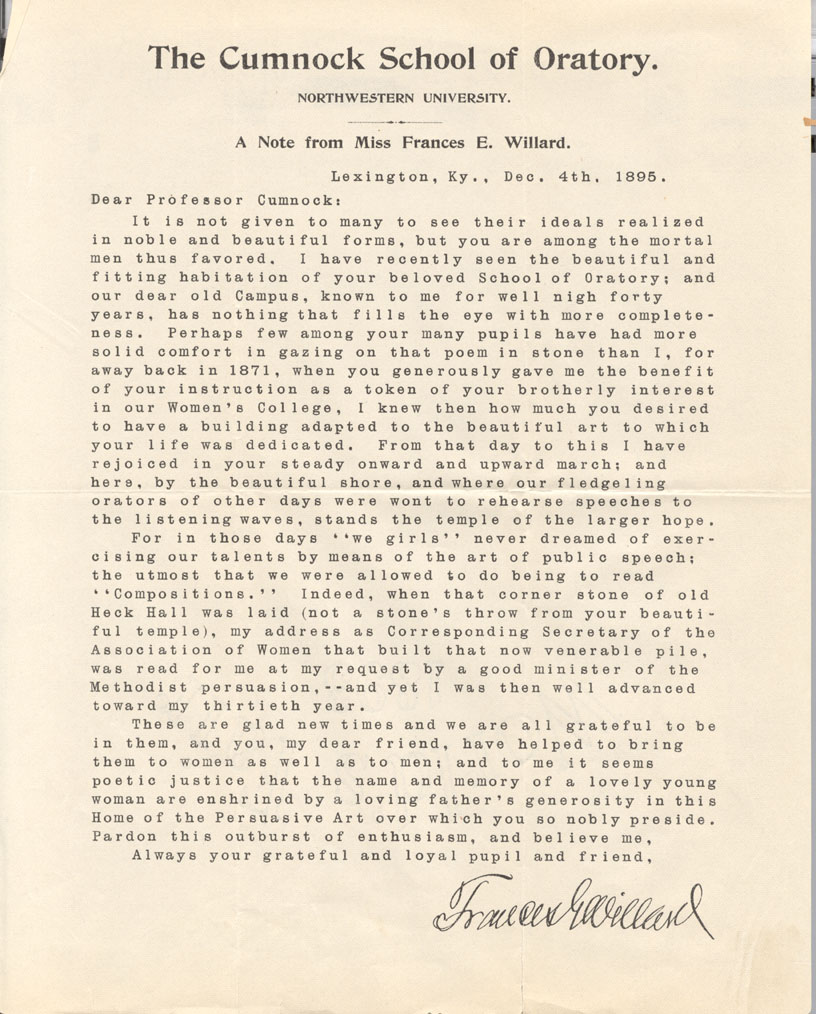 The Cumnock School of Oratory.
NORTHWESTERN UNIVERSITY.
A Note from Miss Frances E. Willard.
Lexington, Ky., Dec. 4th. 1895.
Dear Professor Cumnock:
It is not given to many to see their ideals realized
in noble and beautiful forms, but you are among the mortal
men thus favored. I have recently seen the beautiful and
fitting habitation of your beloved School of Oratory; and
our dear old Campus, known to me for well nigh forty
years, has nothing that fills the eye with more complete-
ness. Perhaps few among your many pupils have had more
solid comfort in gazing on that poem in stone than I, for
away back in 1871, when you generously gave me the benefit
of your instruction as a token of your brotherly interest
in our Women's College, I knew then how much you desired
to have a building adapted to the beautiful art to which
your life was dedicated. From that day to this I have
rejoiced in your steady onward and upward march; and
here, by the beautiful shore, and where our fledgeling
orators of other days were wont to rehearse speeches to
the listening waves, stands the temple of the larger hope.
For in those days ‘‘we girls’’ never dreamed of exer-
cising our talents by means of the art of public speech;
the utmost that we were allowed to do being to read
‘‘Compositions.’’ Indeed, when that corner stone of old
Heck Hall was laid (not a stone's throw from your beauti-
ful temple), my address as Corresponding Secretary of the
Association of Women that built that now venerable pile,
was read for me at my request by a good minister of the
Methodist persuasion,--and yet I was then well advanced
toward my thirtieth year.
These are glad new times and we are all grateful to be
in them, and you, my dear friend, have helped to bring
them to women as well as to men; and to me it seems
poetic justice that the name and memory of a lovely young
woman are enshrined by a loving father's generosity in this
Home of the Persuasive Art over which you so nobly preside.
Pardon this outburst of enthusiasm, and believe me,
Always your grateful and loyal pupil and friend,
Frances E Willard